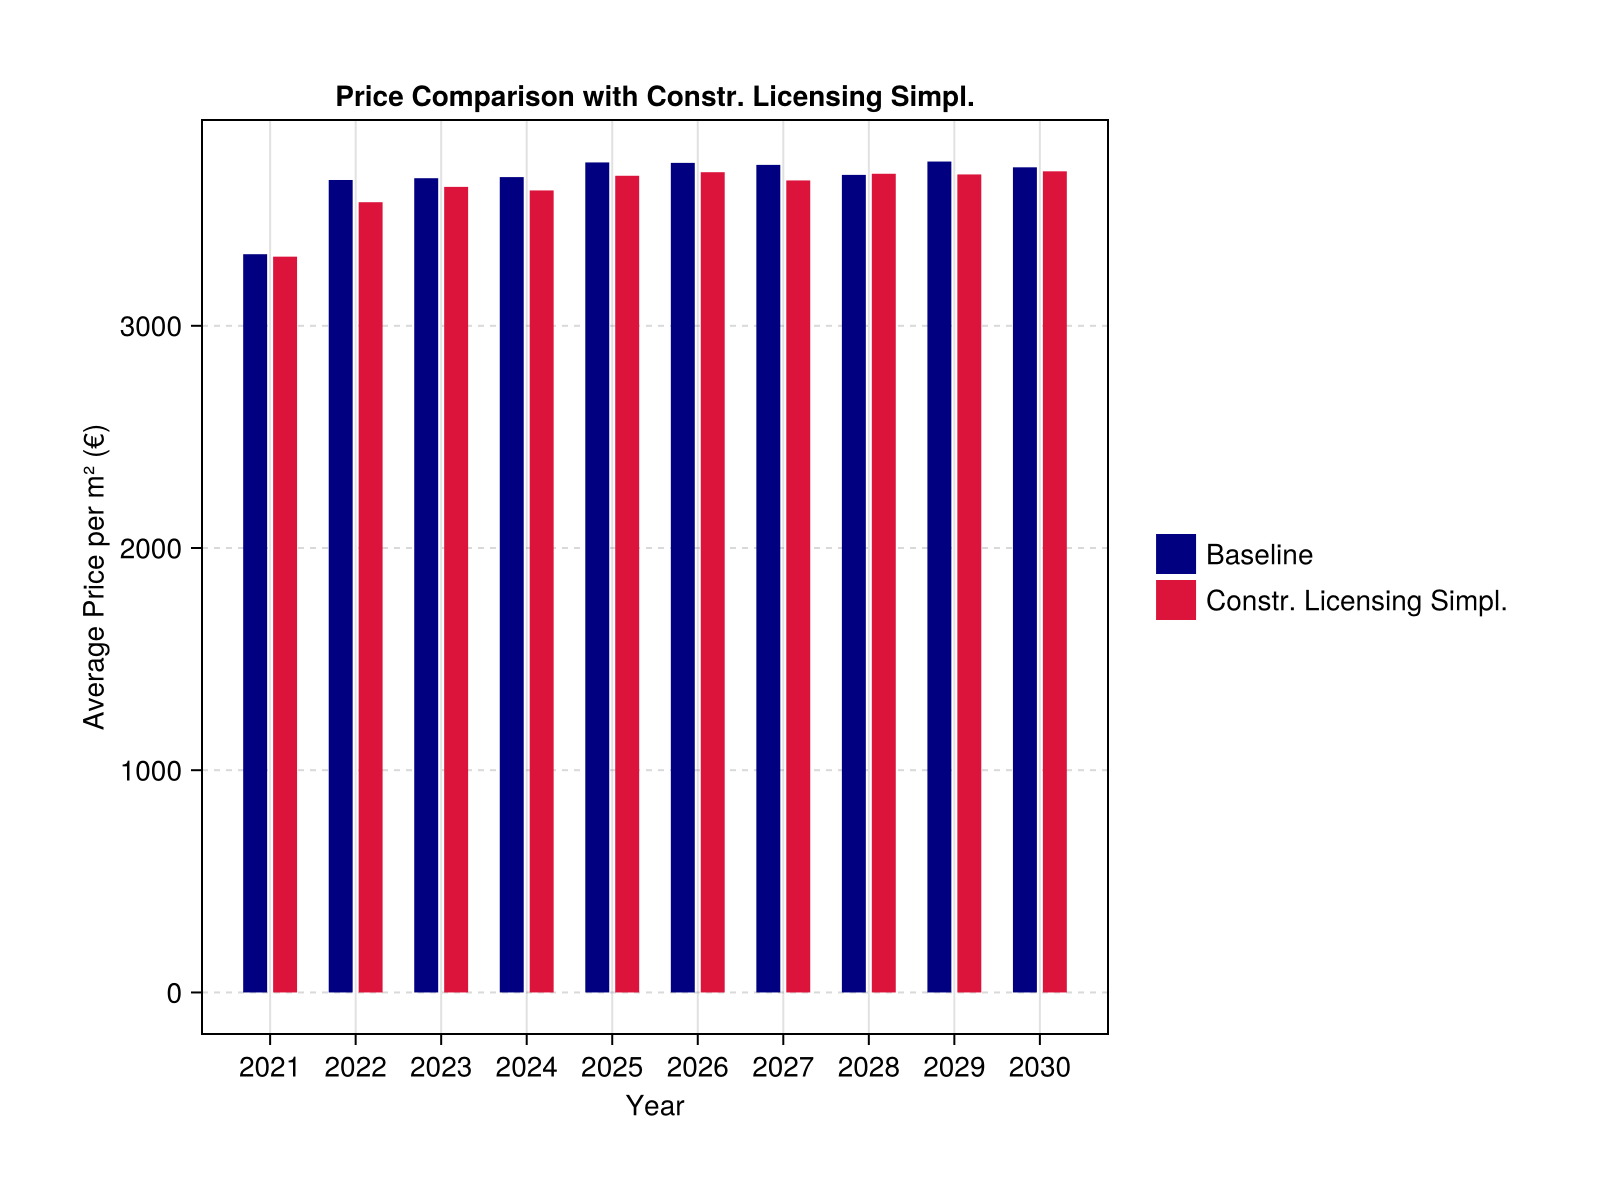 Price Comparison with Constr. Licensing Simpl.
Average Price per m² (€)
3000
2000
1000
0
2021 2022 2023 2024 2025 2026 2027 2028 2029 2030
Year
Baseline
Constr. Licensing Simpl.